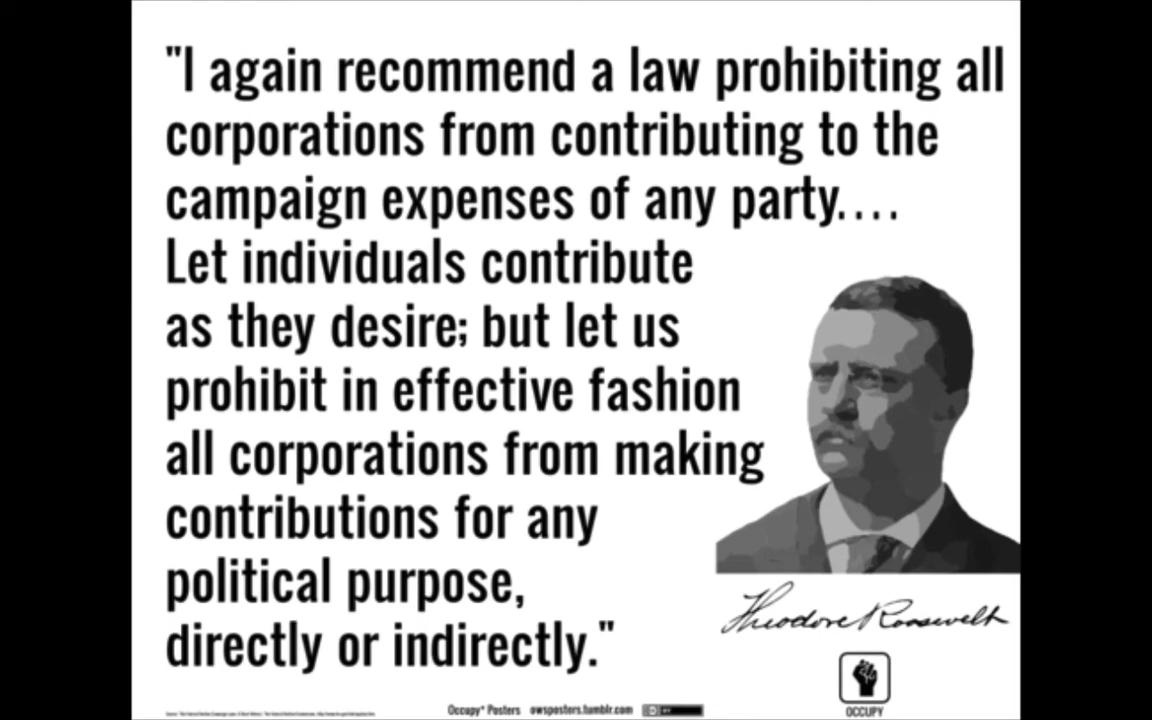 "I again recommend a law prohibiting all
corporations from contributing to the
campaign expenses of any party....
Let individuals contribute
as they desire; but let us
prohibit in effective fashion
all corporations from making
contributions for any
political purpose,
directly or indirectly."
Theodore Roosevelt
OCCUPY
Occupy* Posters owsposters.tumblr.com